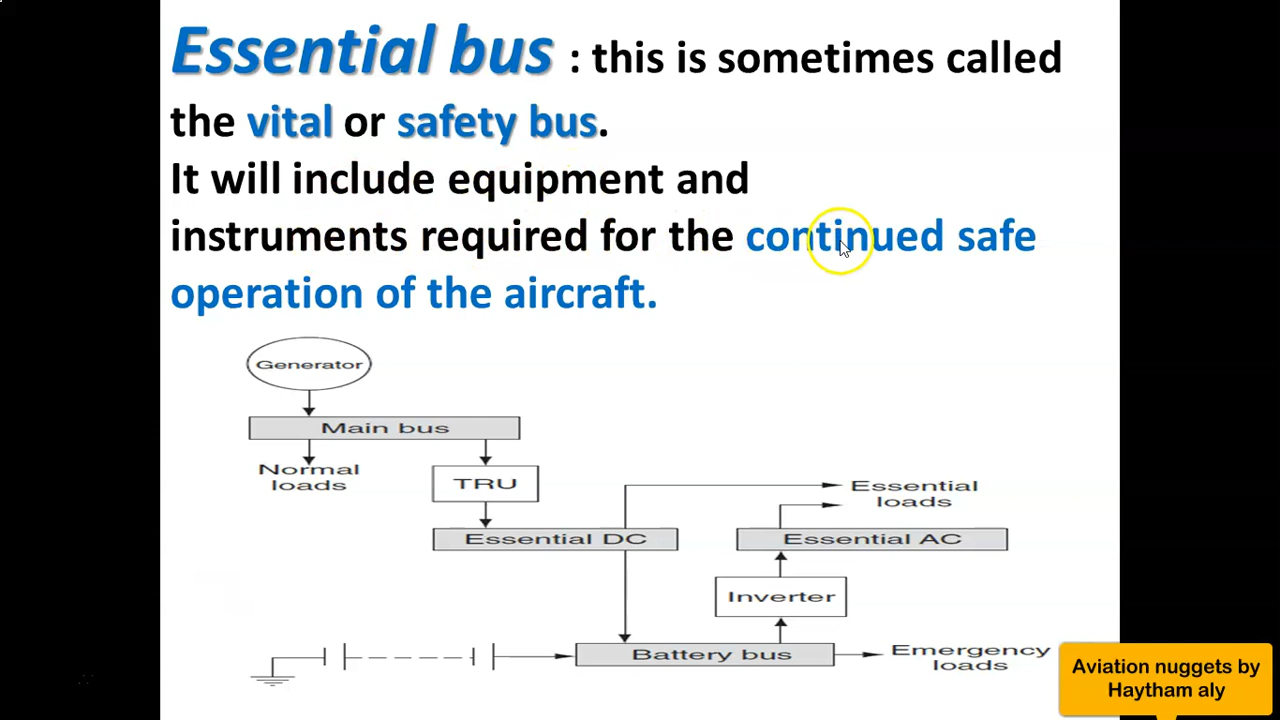 Essential bus : this is sometimes called
the vital or safety bus.
It will include equipment and
instruments required for the continued safe
operation of the aircraft.
Generator
Main bus
Normal
loads
TRU
Essential
loads
Essential DC
Essential AC
Inverter
Battery bus
Emergency
loads
Aviation nuggets by
Haytham aly